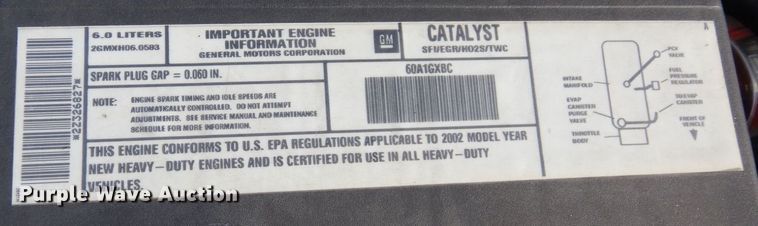 *22326827*
6.0 LITERS
2GMXH06.0583
IMPORTANT ENGINE
INFORMATION
GENERAL MOTORS CORPORATION
GM
CATALYST
SFI/EGR/HO2S/TWC
SPARK PLUG GAP = 0.060 IN.
60A1GXBC
NOTE: ENGINE SPARK TIMING AND IDLE SPEEDS ARE
AUTOMATICALLY CONTROLLED. DO NOT ATTEMPT
ADJUSTMENTS. SEE SERVICE MANUAL AND MAINTENANCE
SCHEDULE FOR MORE INFORMATION.
THIS ENGINE CONFORMS TO U.S. EPA REGULATIONS APPLICABLE TO 2002 MODEL YEAR
NEW HEAVY-DUTY ENGINES AND IS CERTIFIED FOR USE IN ALL HEAVY-DUTY
VEHICLES.
A
PCV
VALVE
FUEL
PRESSURE
REGULATOR
INTAKE
MANIFOLD
EVAP
CANISTER
PURGE
VALVE
TO EVAP
CANISTER
THROTTLE
BODY
FRONT OF
VEHICLE
Purple Wave Auction